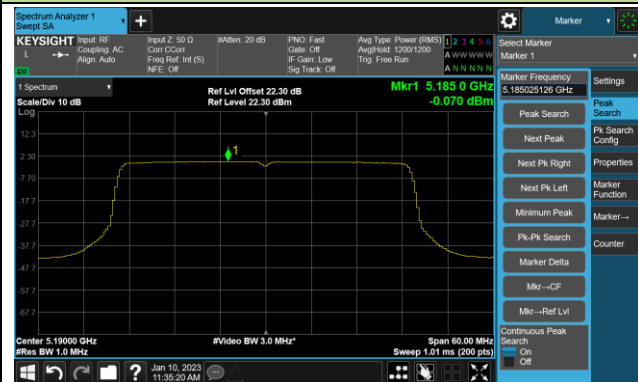 Spectrum Analyzer 1
Swept SA
+
Marker
KEYSIGHT
L
Input: RF
Coupling: AC
Align: Auto
Input Z: 50 Ω
Corr CCorr
Freq Ref: Int (S)
NFE: Off
#Atten: 20 dB
PNO: Fast
Gate: Off
IF Gain: Low
Sig Track: Off
Avg Type: Power (RMS)
Avg|Hold: 1200/1200
Trig: Free Run
1 2 3 4 5 6
A W W W W W
A N N N N N
Select Marker
Marker 1
1 Spectrum
Scale/Div 10 dB
Log
Ref Lvl Offset 22.30 dB
Ref Level 22.30 dBm
Mkr1 5.185 0 GHz
-0.070 dBm
12.3
2.30
-7.70
-17.7
-27.7
-37.7
-47.7
-57.7
-67.7
1
Center 5.19000 GHz
#Res BW 1.0 MHz
#Video BW 3.0 MHz*
Span 60.00 MHz
Sweep 1.01 ms (200 pts)
Marker Frequency
5.185025126 GHz
Peak Search
Next Peak
Next Pk Right
Next Pk Left
Minimum Peak
Pk-Pk Search
Marker Delta
Mkr→CF
Mkr→Ref Lvl
Continuous Peak
Search
On
Off
Settings
Peak
Search
Pk Search
Config
Properties
Marker
Function
Marker→
Counter
?
Jan 10, 2023
11:35:20 AM